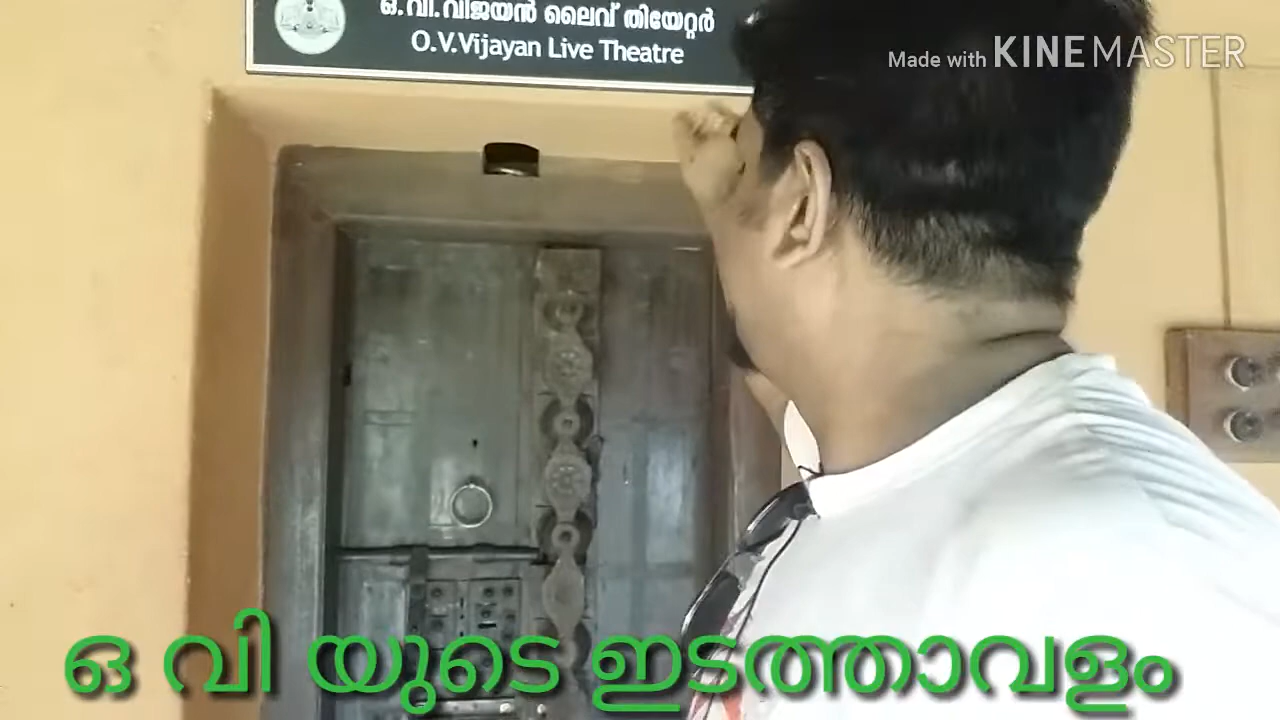 ഒ.വി.വിജയൻ ലൈവ് തിയേറ്റർ
O.V.Vijayan Live Theatre
Made with KINEMASTER
ഒ വി യുടെ ഇടത്താവളം